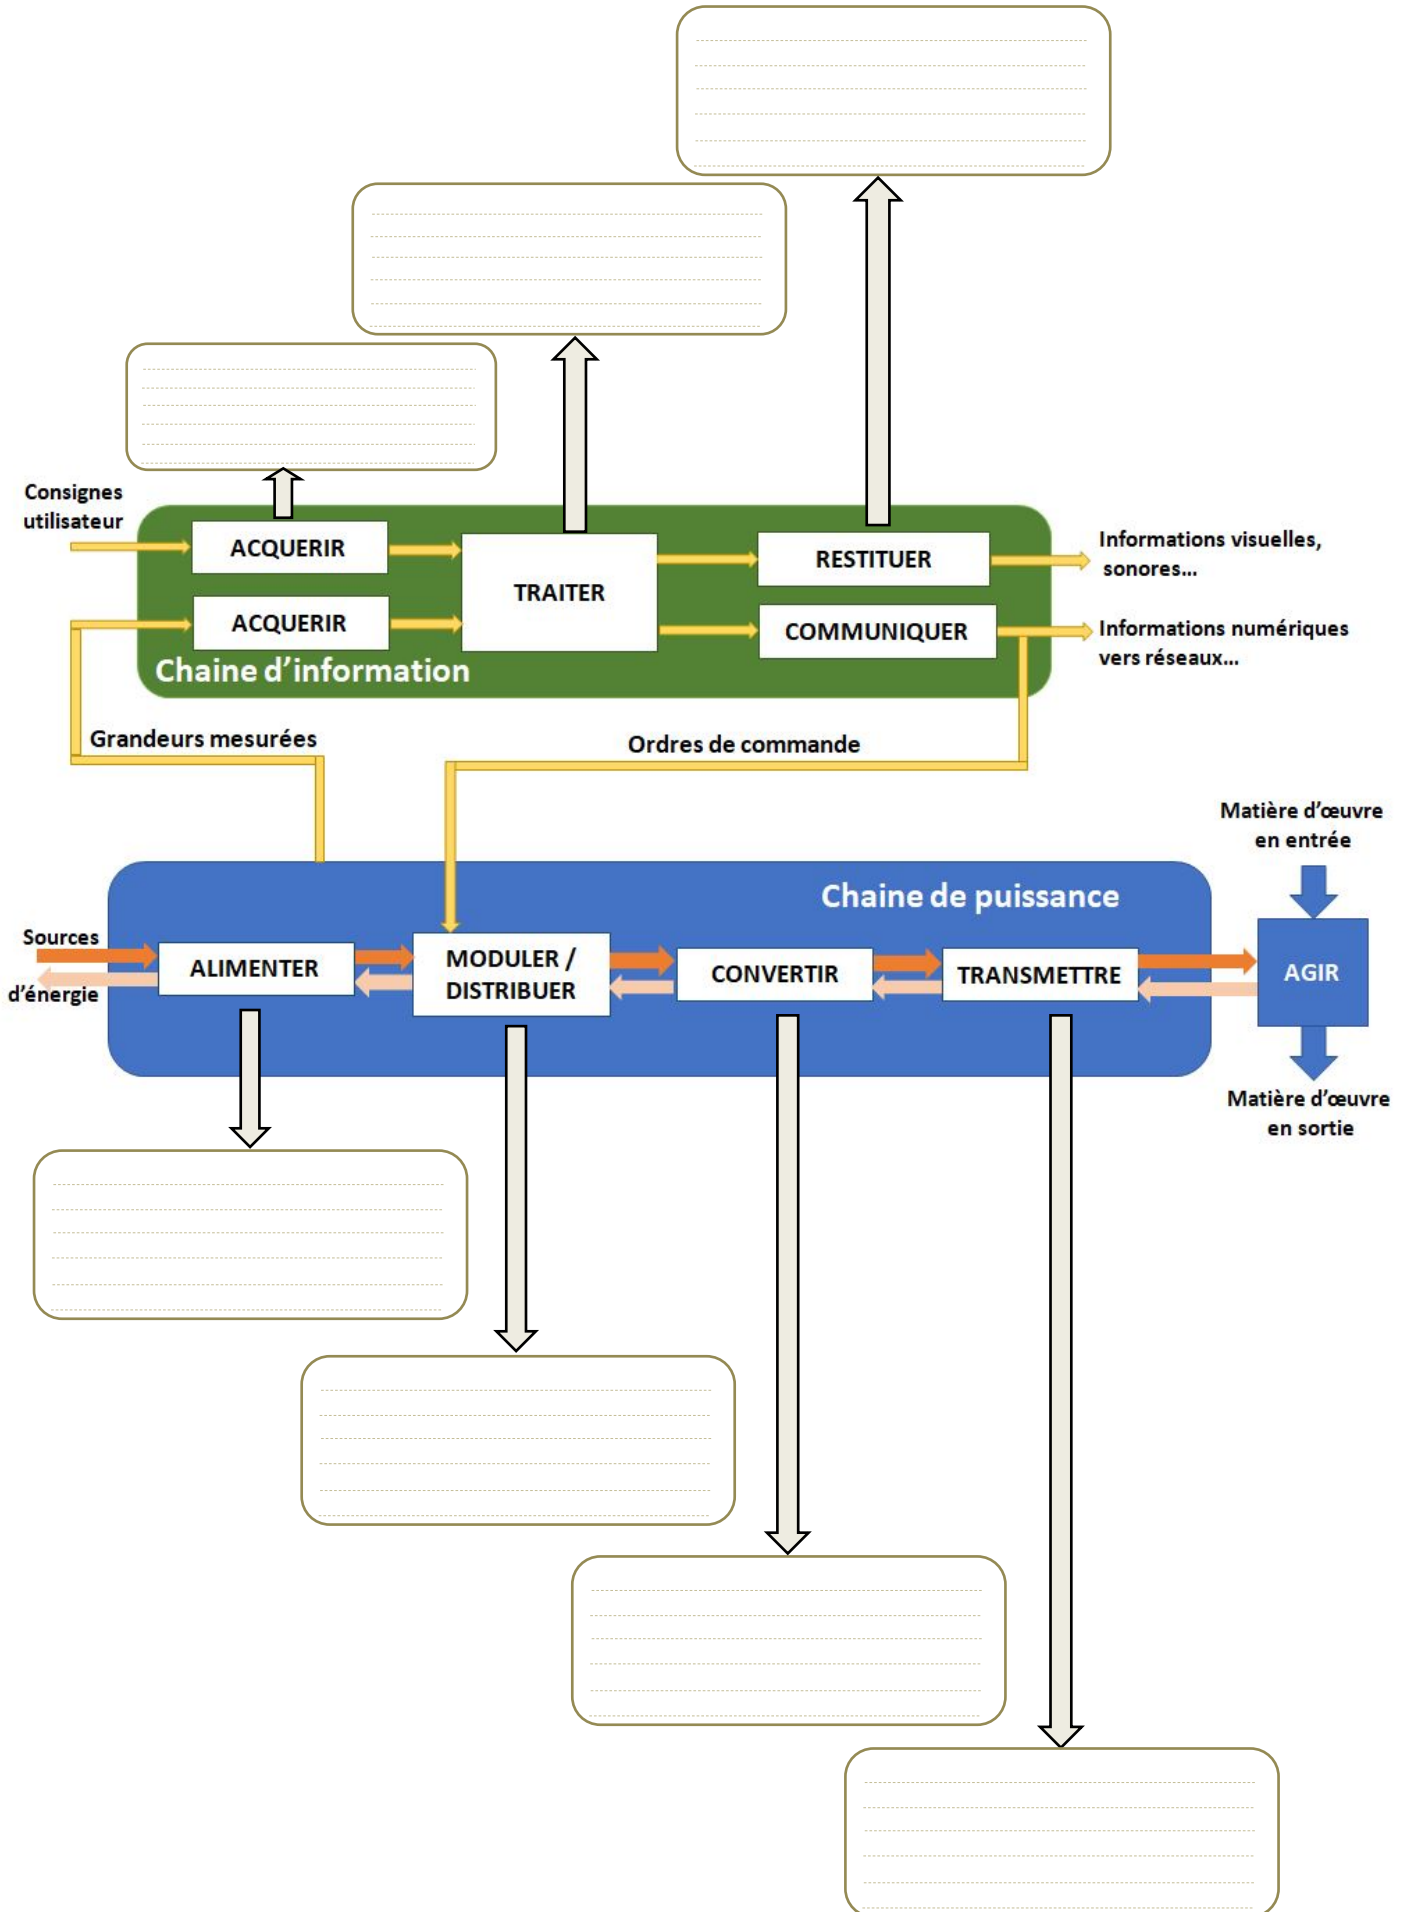 Consignes
utilisateur
ACQUERIR
ACQUERIR
TRAITER
RESTITUER
COMMUNIQUER
Chaine d'information
Informations visuelles,
sonores...
Informations numériques
vers réseaux...
Grandeurs mesurées
Ordres de commande
Matière d'œuvre
en entrée
Chaine de puissance
Sources
d'énergie
ALIMENTER
MODULER /
DISTRIBUER
CONVERTIR
TRANSMETTRE
AGIR
Matière d'œuvre
en sortie